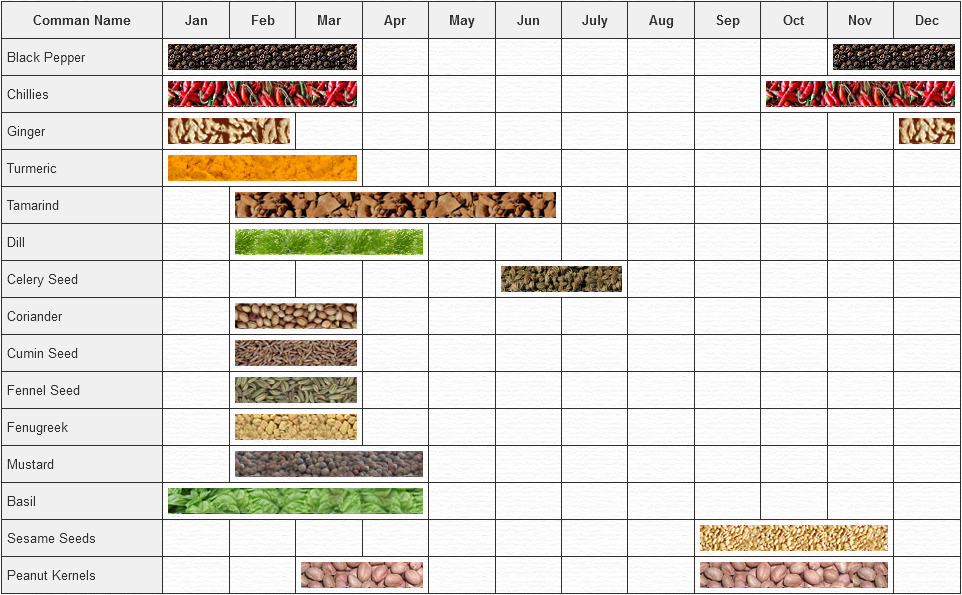 Comman Name Jan Feb Mar Apr May Jun July Aug Sep Oct Nov Dec
Black Pepper
Chillies
Ginger
Turmeric
Tamarind
Dill
Celery Seed
Coriander
Cumin Seed
Fennel Seed
Fenugreek
Mustard
Basil
Sesame Seeds
Peanut Kernels